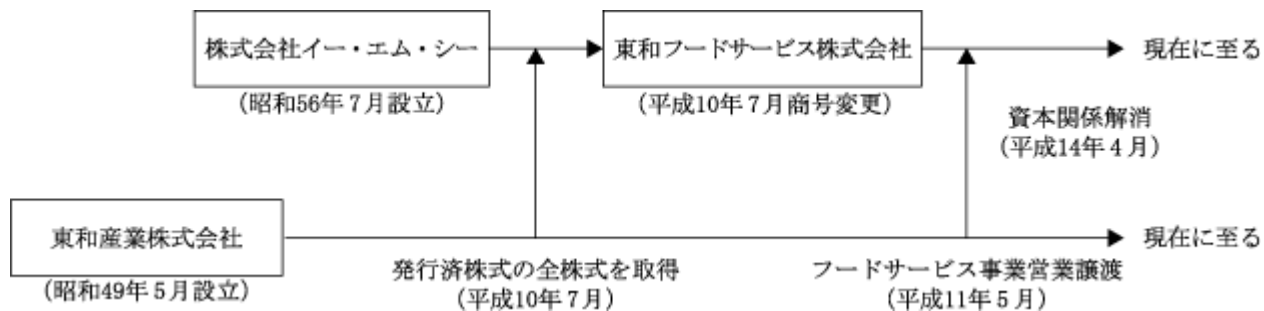 株式会社イー・エム・シー
(昭和56年7月設立)
東和フードサービス株式会社
(平成10年7月商号変更)
現在に至る
資本関係解消
(平成14年4月)
東和産業株式会社
(昭和49年5月設立)
発行済株式の全株式を取得
(平成10年7月)
フードサービス事業営業譲渡
(平成11年5月)
現在に至る